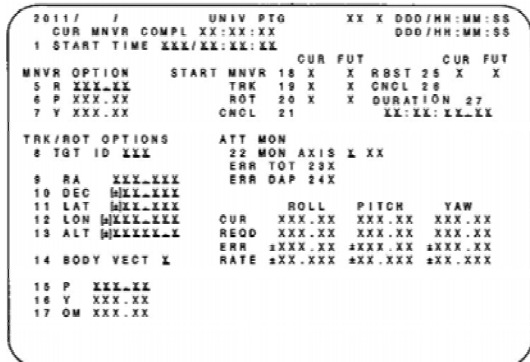 2011/ / UNIV PTG XX X DDD/HH:MM:SS
CUR MNVR COMPL XX:XX:XX DDD/HH:MM:SS
1 START TIME XXX/XX:XX:XX
CUR FUT CUR FUT
MNVR OPTION START MNVR 18 X X RBST 25 X X
5 R XXX.XX TRK 19 X X CNCL 26
6 P XXX.XX ROT 20 X X DURATION 27
7 Y XXX.XX CNCL 21 XX:XX:XX.XX
TRK/ROT OPTIONS ATT MON
8 TGT ID XXX 22 MON AXIS X XX
ERR TOT 23X
9 RA XXX.XXX ERR DAP 24X
10 DEC [±]XX.XXX
11 LAT [±]XX.XXX ROLL PITCH YAW
12 LON [±]XXX.XXX CUR XXX.XX XXX.XX XXX.XX
13 ALT [±]XXXXXX.X REQD XXX.XX XXX.XX XXX.XX
ERR ±XXX.XX ±XXX.XX ±XXX.XX
14 BODY VECT X RATE ±XX.XXX ±XX.XXX ±XX.XXX
15 P XXX.XX
16 Y XXX.XX
17 OM XXX.XX